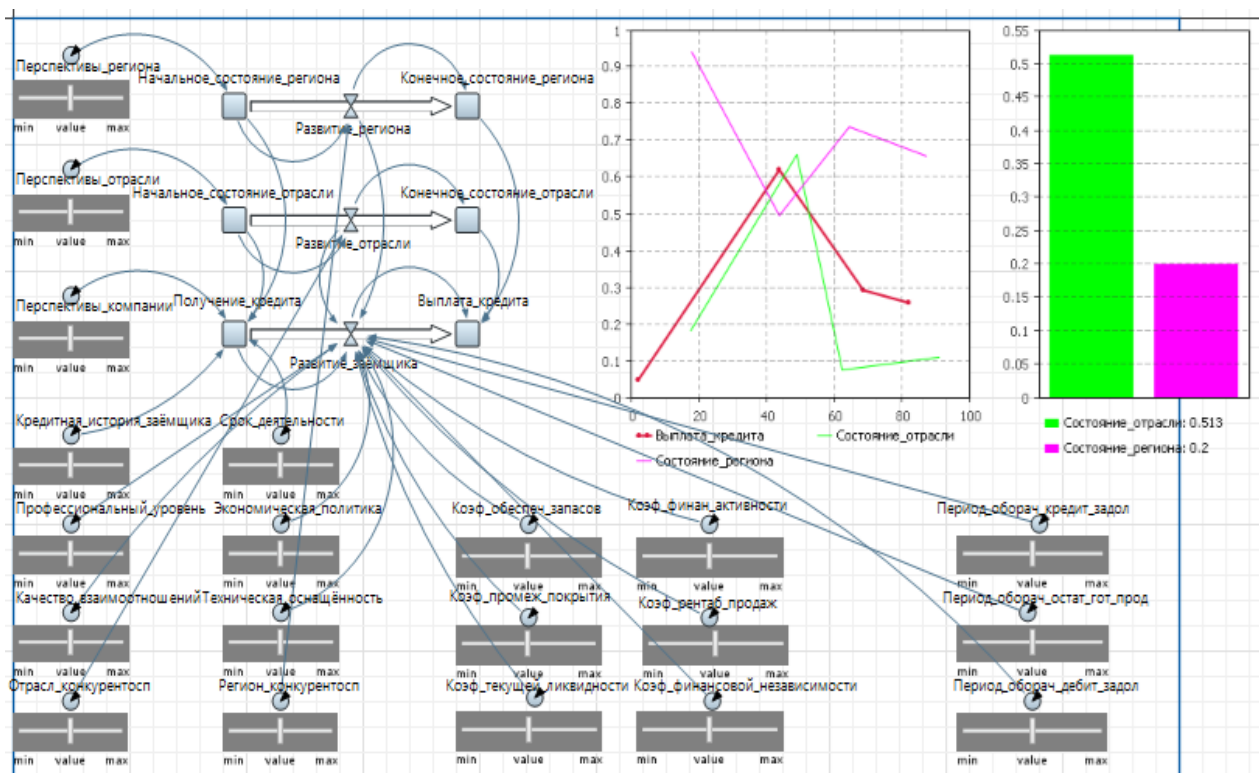 Перспективы_региона
min value max
Начальное_состояние_региона
Конечное_состояние_региона
Развитие_региона
Перспективы_отрасли
min value max
Начальное_состояние_отрасли
Конечное_состояние_отрасли
Развитие_отрасли
Перспективы_компании
min value max
Получение_кредита
Выплата_кредита
Развитие_заёмщика
1
0.9
0.8
0.7
0.6
0.5
0.4
0.3
0.2
0.1
0
0 20 40 60 80 100
Выплата_кредита
Состояние_отрасли
Состояние_региона
0.55
0.5
0.45
0.4
0.35
0.3
0.25
0.2
0.15
0.1
0.05
0
Состояние_отрасли: 0.513
Состояние_региона: 0.2
Кредитная_история_заёмщика
Срок_деятельности
min value max
min value max
Профессиональный_уровень
Экономическая_политика
Коэф_обеспеч_запасов
Коэф_финан_активности
Период_оборач_кредит_задол
min value max
min value max
min value max
min value max
min value max
Качество_взаимоотношений
Техническая_оснащённость
Коэф_промеж_покрытия
Коэф_рентаб_продаж
Период_оборач_остат_гот_прод
min value max
min value max
min value max
min value max
min value max
Отрасл_конкурентосп
Регион_конкурентосп
Коэф_текущей_ликвидности
Коэф_финансовой_независимости
Период_оборач_дебит_задол
min value max
min value max
min value max
min value max
min value max